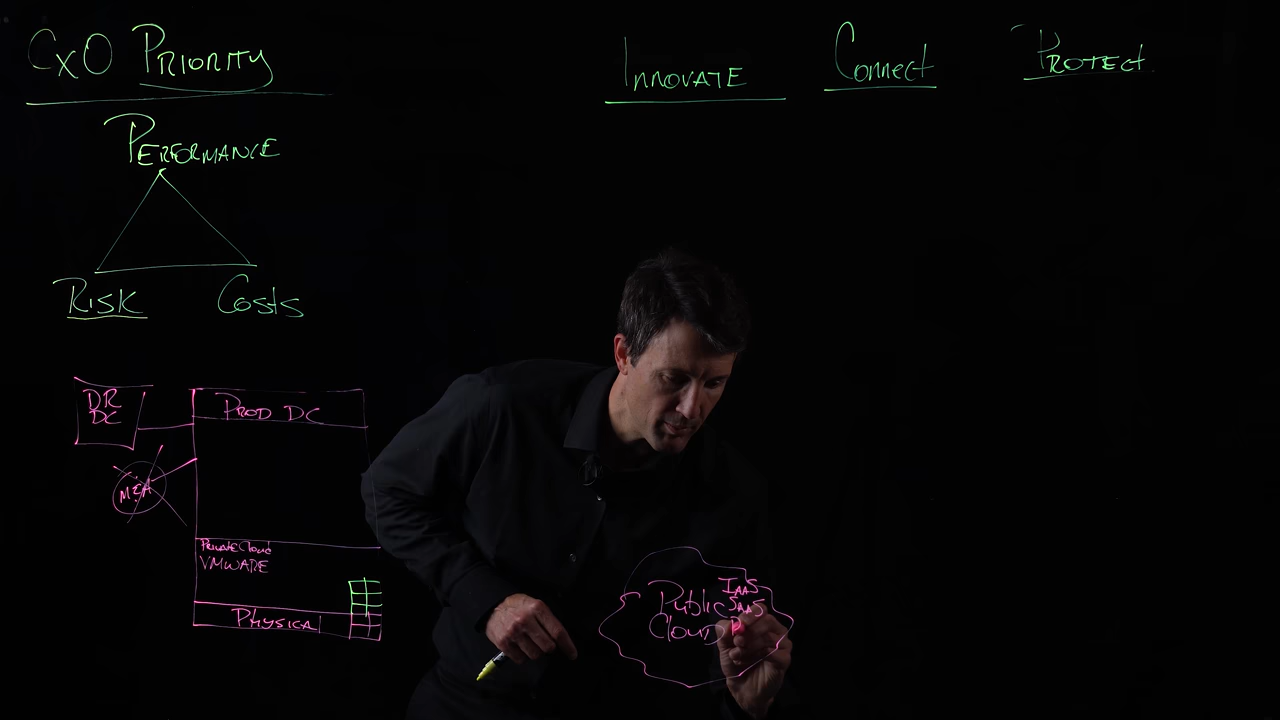 CxO PRIORITY
INNOVATE
Connect
PROTECT
PERFORMANCE
RISK
Costs
DR
DC
PROD DC
M&A
PRIVATE Cloud
VMWARE
PHYSICAl
IAAS
Public SAAS
Cloud P